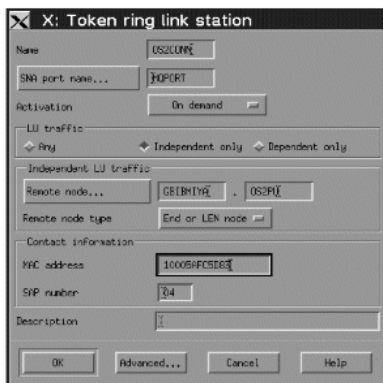 X: Token ring link station
Name OS2CONN
SNA port name... MOPORT
Activation On demand
LU traffic
Any Independent only Dependent only
Independent LU traffic
Remote node... GBIBMIYA . OS2PU
Remote node type End or LEN node
Contact information
MAC address 10005AFC5D83
SAP number 04
Description
OK Advanced... Cancel Help